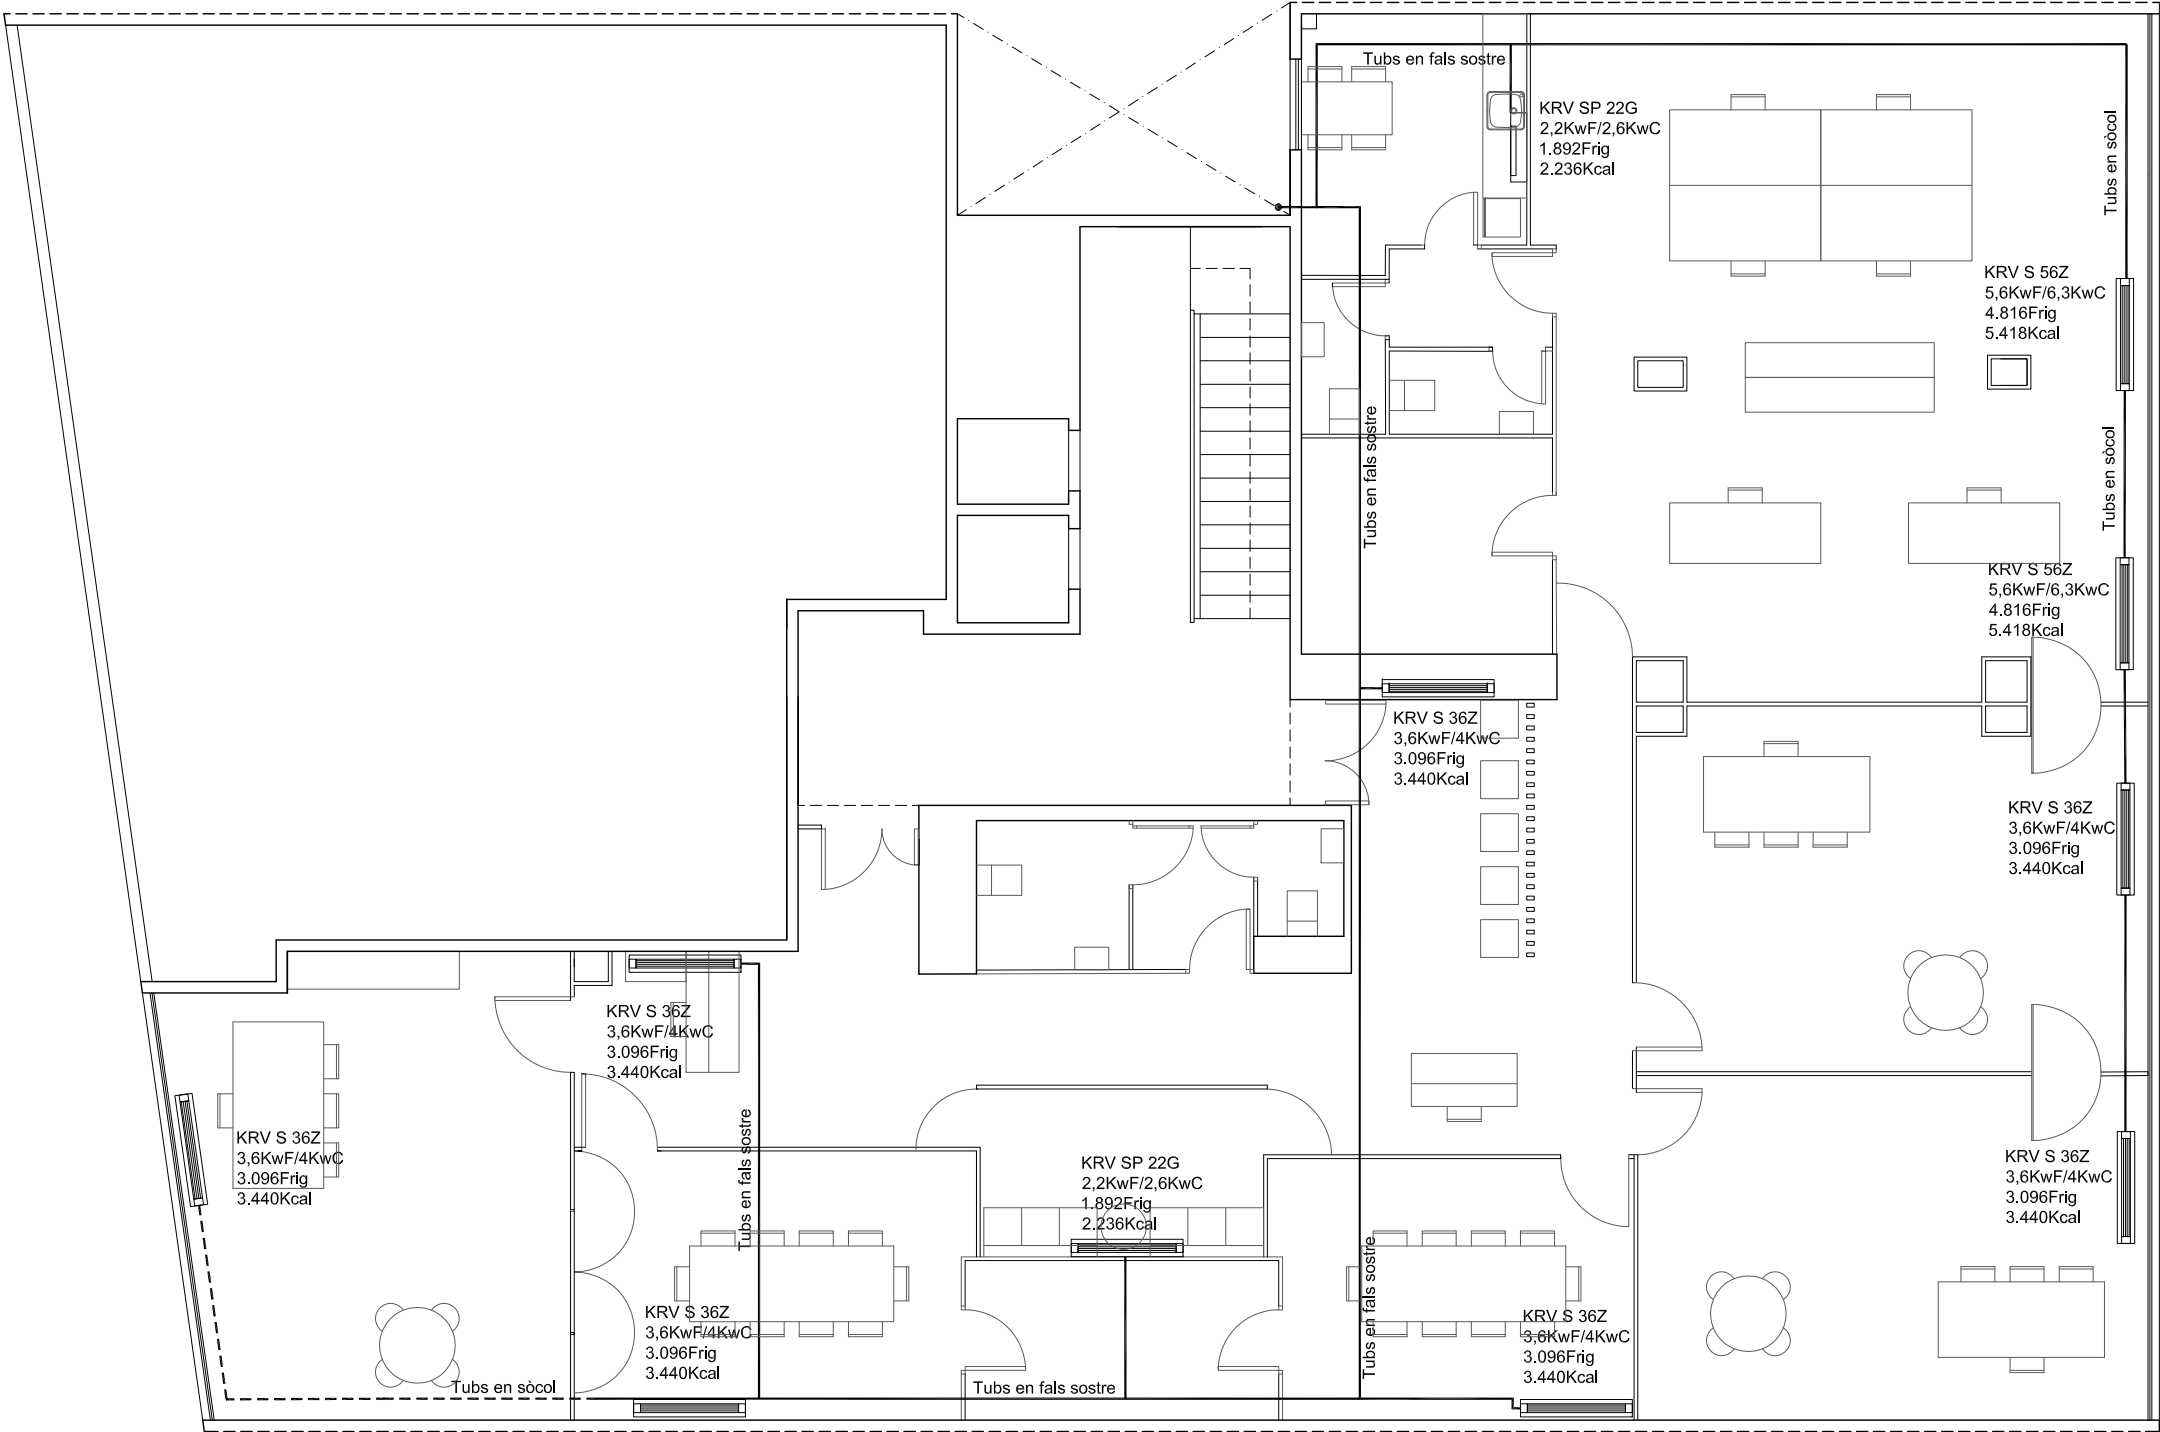 Tubs en fals sostre
KRV SP 22G
2,2KwF/2,6KwC
1.892Frig
2.236Kcal
Tubs en sòcol
KRV S 56Z
5,6KwF/6,3KwC
4.816Frig
5.418Kcal
Tubs en fals sostre
Tubs en sòcol
KRV S 56Z
5,6KwF/6,3KwC
4.816Frig
5.418Kcal
KRV S 36Z
3,6KwF/4KwC
3.096Frig
3.440Kcal
KRV S 36Z
3,6KwF/4KwC
3.096Frig
3.440Kcal
KRV S 36Z
3,6KwF/4KwC
3.096Frig
3.440Kcal
KRV S 36Z
3,6KwF/4KwC
3.096Frig
3.440Kcal
Tubs en fals sostre
KRV SP 22G
2,2KwF/2,6KwC
1.892Frig
2.236Kcal
KRV S 36Z
3,6KwF/4KwC
3.096Frig
3.440Kcal
KRV S 36Z
3,6KwF/4KwC
3.096Frig
3.440Kcal
Tubs en fals sostre
KRV S 36Z
3,6KwF/4KwC
3.096Frig
3.440Kcal
Tubs en sòcol
Tubs en fals sostre